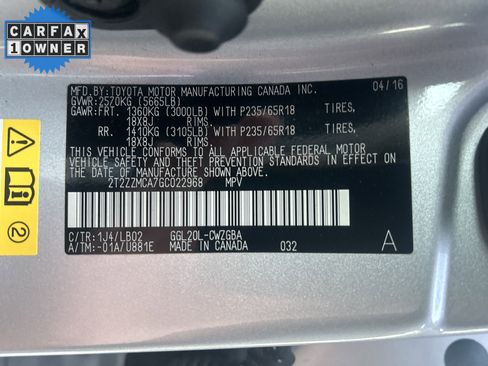 CARFAX
1 OWNER
MFD. BY:TOYOTA MOTOR MANUFACTURING CANADA INC. 04/16
GVWR:2570KG (5665LB)
GAWR:FRT. 1360KG (3000LB) WITH P235/65R18 TIRES,
18X8J RIMS.
RR. 1410KG (3105LB) WITH P235/65R18 TIRES,
18X8J RIMS.
THIS VEHICLE CONFORMS TO ALL APPLICABLE FEDERAL MOTOR
VEHICLE SAFETY AND THEFT PREVENTION STANDARDS IN
EFFECT ON THE DATE OF MANUFACTURE SHOWN ABOVE.
2T2ZZMCA7GC022968 MPV
C/TR:1J4/LB02 GGL20L-CWZGBA
A/TM:-01A/U881E MADE IN CANADA 032 A
2